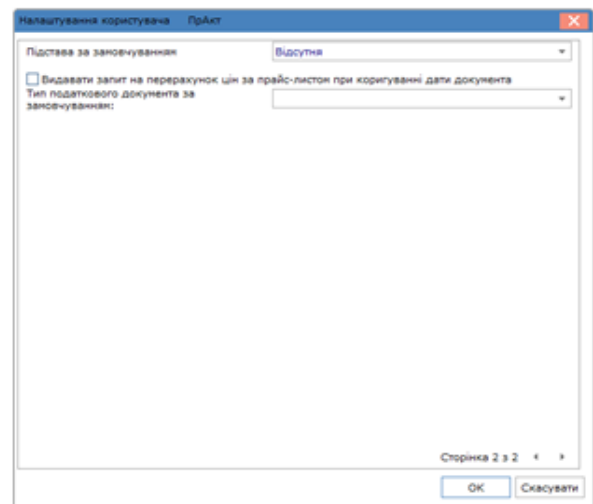 Налаштування користувача ПрАкт
Підстава за замовчуванням Відсутня
Видавати запит на перерахунок цін за прайс-листом при коригуванні дати документа
Тип податкового документа за
замовчуванням:
Сторінка 2 з 2
OK Скасувати